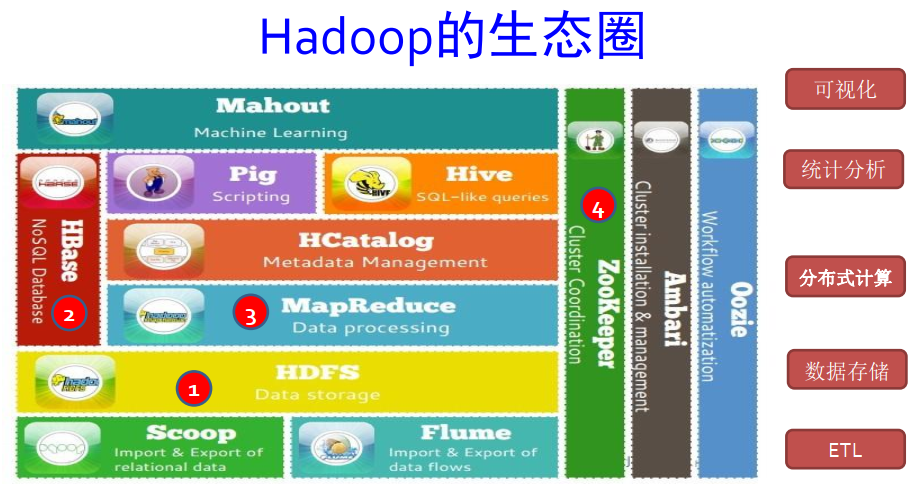 Hadoop的生态圈
Mahout
Machine Learning
Pig
Scripting
Hive
SQL-like queries
HBase
NoSQL Database
2
HCatalog
Metadata Management
3
MapReduce
Data processing
1
HDFS
Data storage
Scoop
Import & Export of
relational data
Flume
Import & Export of
data flows
4
ZooKeeper
Cluster Coordination
Ambari
Cluster installation & management
Oozie
Workflow automatization
可视化
统计分析
分布式计算
数据存储
ETL